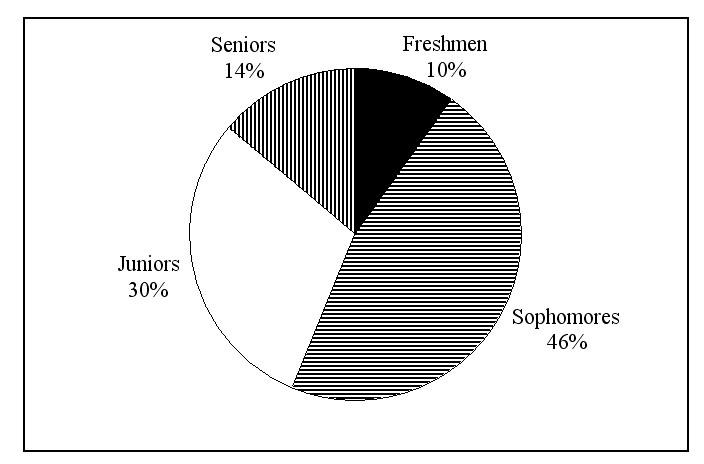 Seniors
14%
Freshmen
10%
Juniors
30%
Sophomores
46%